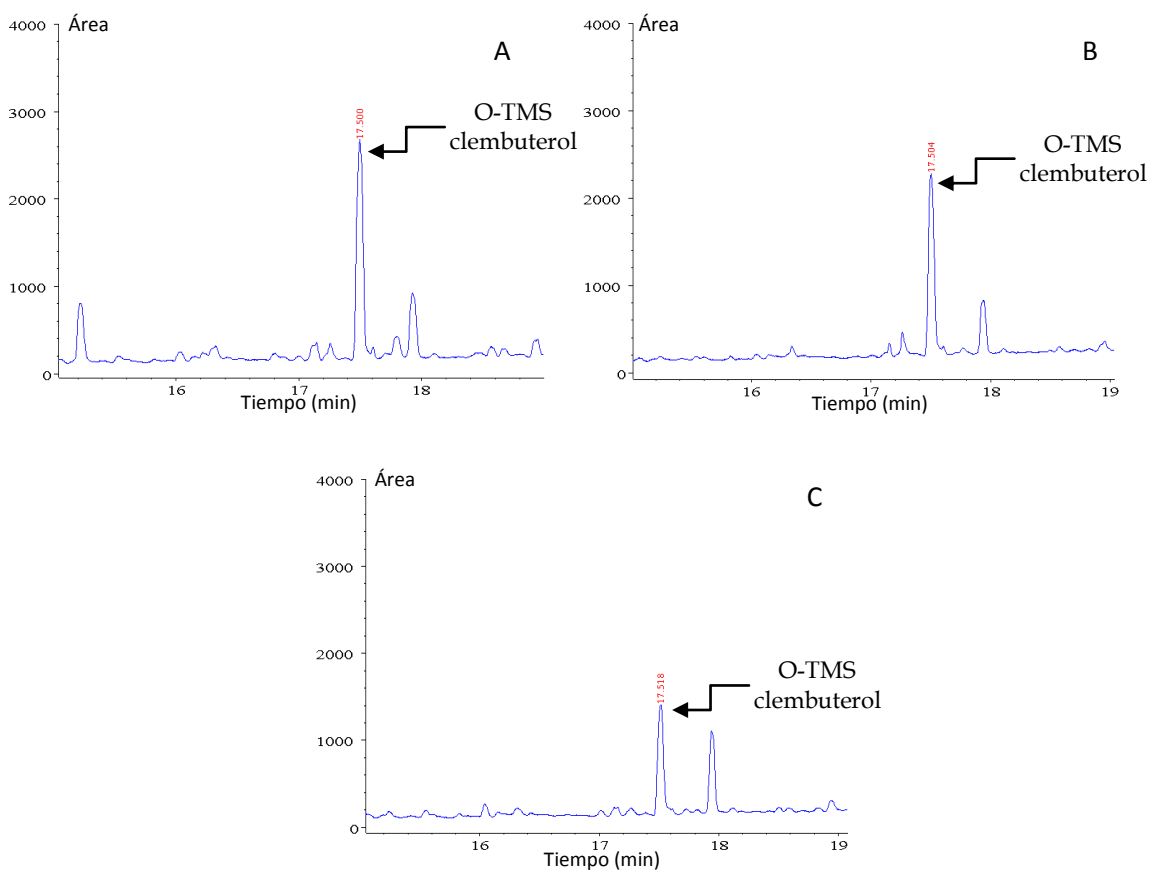 Área
A
4000
3000
2000
1000
0
17.500
O-TMS
clembuterol
16
17
18
Tiempo (min)
Área
B
4000
3000
2000
1000
0
17.504
O-TMS
clembuterol
16
17
18
19
Tiempo (min)
Área
C
4000
3000
2000
1000
0
17.518
O-TMS
clembuterol
16
17
18
19
Tiempo (min)